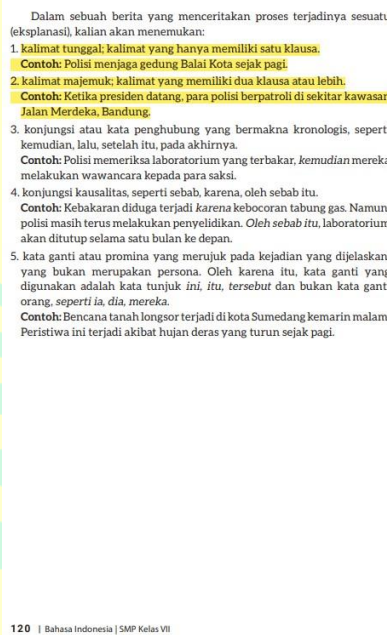 Dalam sebuah berita yang menceritakan proses terjadinya sesuatu
(eksplanasi), kalian akan menemukan:
1. kalimat tunggal; kalimat yang hanya memiliki satu klausa.
Contoh: Polisi menjaga gedung Balai Kota sejak pagi.
2. kalimat majemuk; kalimat yang memiliki dua klausa atau lebih.
Contoh: Ketika presiden datang, para polisi berpatroli di sekitar kawasan
Jalan Merdeka, Bandung.
3. konjungsi atau kata penghubung yang bermakna kronologis, sepert
kemudian, lalu, setelah itu, pada akhirnya.
Contoh: Polisi memeriksa laboratorium yang terbakar, kemudian mereka
melakukan wawancara kepada para saksi.
4. konjungsi kausalitas, seperti sebab, karena, oleh sebab itu.
Contoh: Kebakaran diduga terjadi karena kebocoran tabung gas. Namun
polisi masih terus melakukan penyelidikan. Oleh sebab itu, laboratorium
akan ditutup selama satu bulan ke depan.
5. kata ganti atau promina yang merujuk pada kejadian yang dijelaskan
yang bukan merupakan persona. Oleh karena itu, kata ganti yang
digunakan adalah kata tunjuk ini, itu, tersebut dan bukan kata gant
orang, seperti ia, dia, mereka.
Contoh: Bencana tanah longsor terjadi di kota Sumedang kemarin malam
Peristiwa ini terjadi akibat hujan deras yang turun sejak pagi.
120 | Bahasa Indonesia | SMP Kelas VII